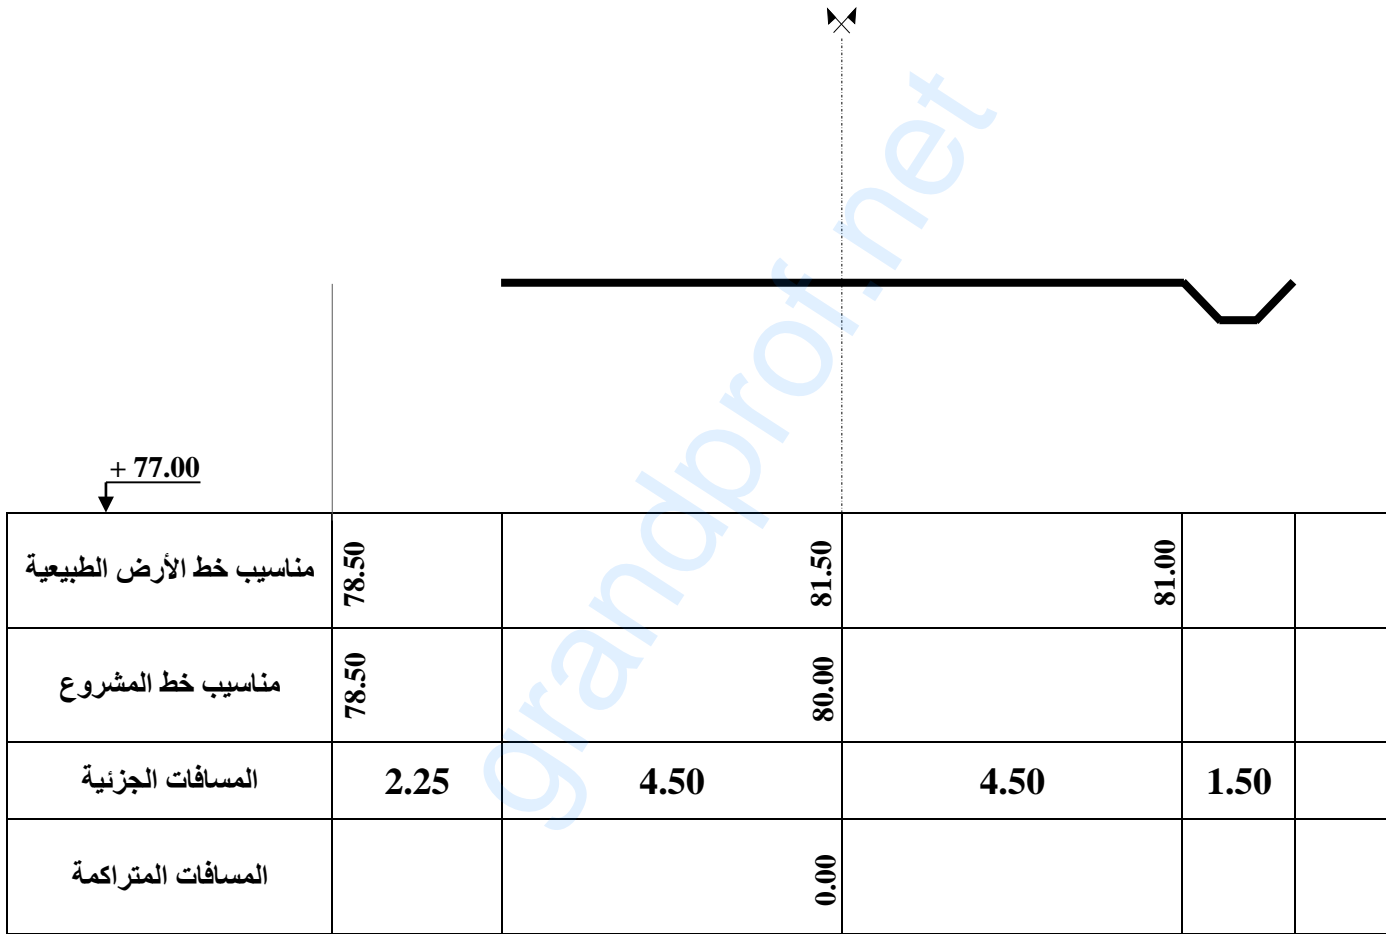 + 77.00
مناسيب خط الأرض الطبيعية 78.50 81.50 81.00
مناسيب خط المشروع 78.50 80.00
المسافات الجزئية 2.25 4.50 4.50 1.50
المسافات المتراكمة 0.00
grandprof.net